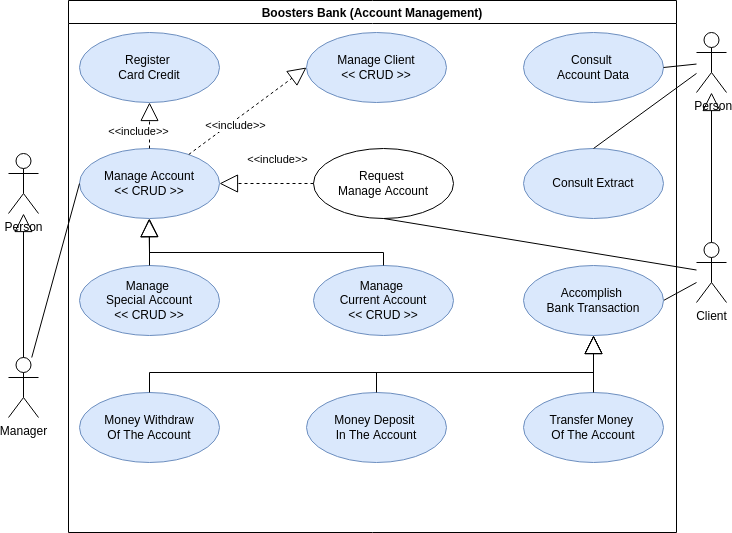 Boosters Bank (Account Management)
Register
Card Credit
Manage Client
<< CRUD >>
Consult
Account Data
Person
<<include>>
<<include>>
<<include>>
Manage Account
<< CRUD >>
Request
Manage Account
Consult Extract
Person
Manage
Special Account
<< CRUD >>
Manage
Current Account
<< CRUD >>
Accomplish
Bank Transaction
Client
Manager
Money Withdraw
Of The Account
Money Deposit
In The Account
Transfer Money
Of The Account